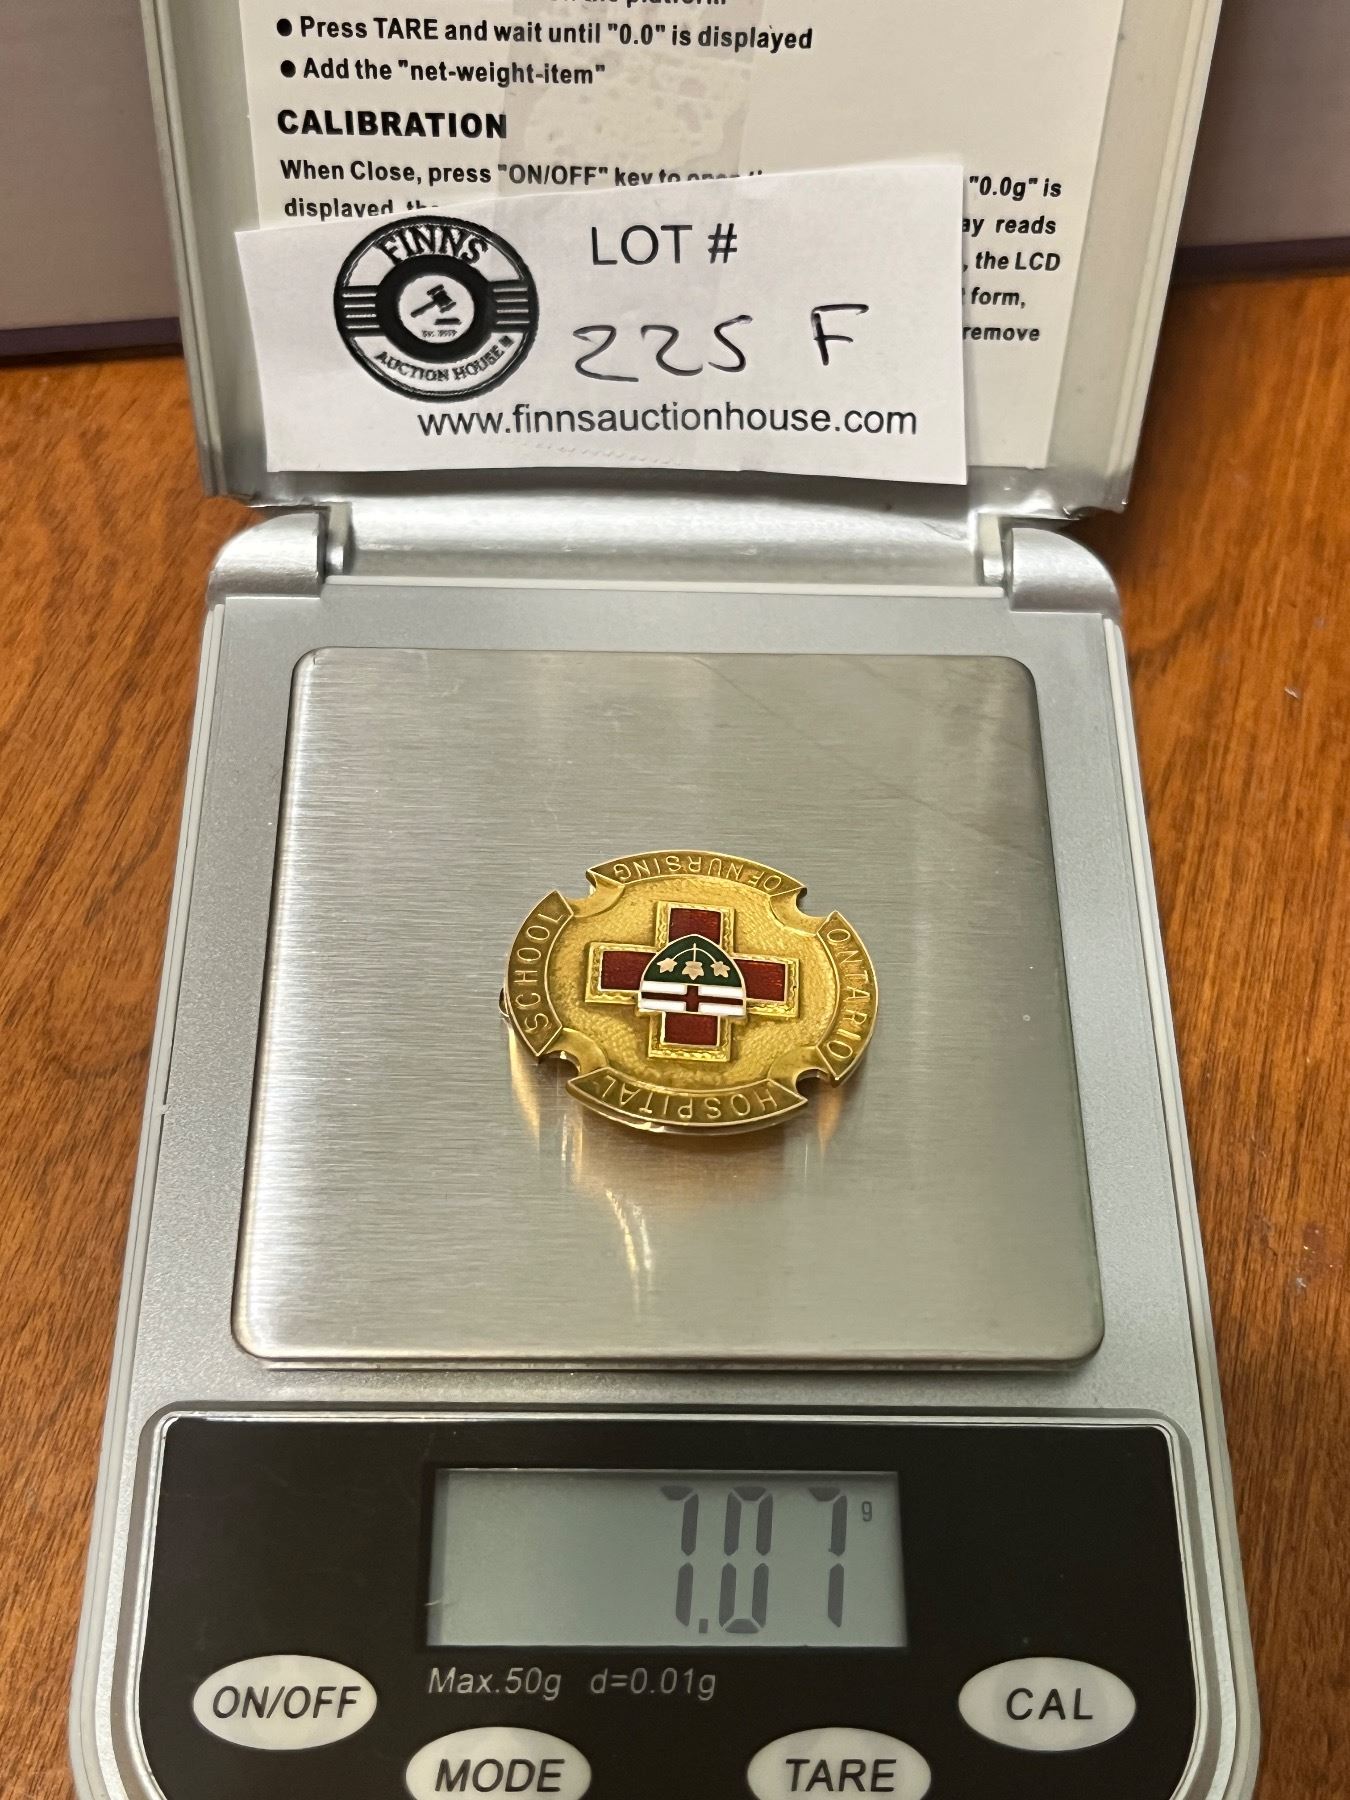 ● Press TARE and wait until "0.0" is displayed
● Add the "net-weight-item"
CALIBRATION
When Close, press "ON/OFF" key to
"0.0g" is
displayed
reads
, the LCD
form,
remove
FINNS
AUCTION HOUSE
LOT #
225 F
www.finnsauctionhouse.com
ONTARIO
HOSPITAL
SCHOOL
OF NURSING
7.07 g
Max.50g d=0.01g
ON/OFF
CAL
MODE
TARE